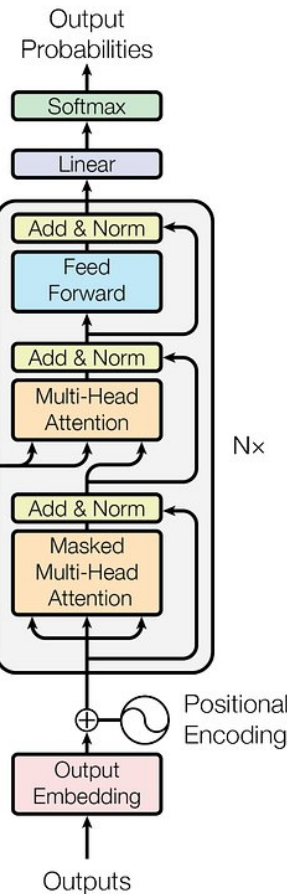 Output
Probabilities
Softmax
Linear
Add & Norm
Feed
Forward
Add & Norm
Multi-Head
Attention
N×
Add & Norm
Masked
Multi-Head
Attention
Positional
Encoding
Output
Embedding
Outputs